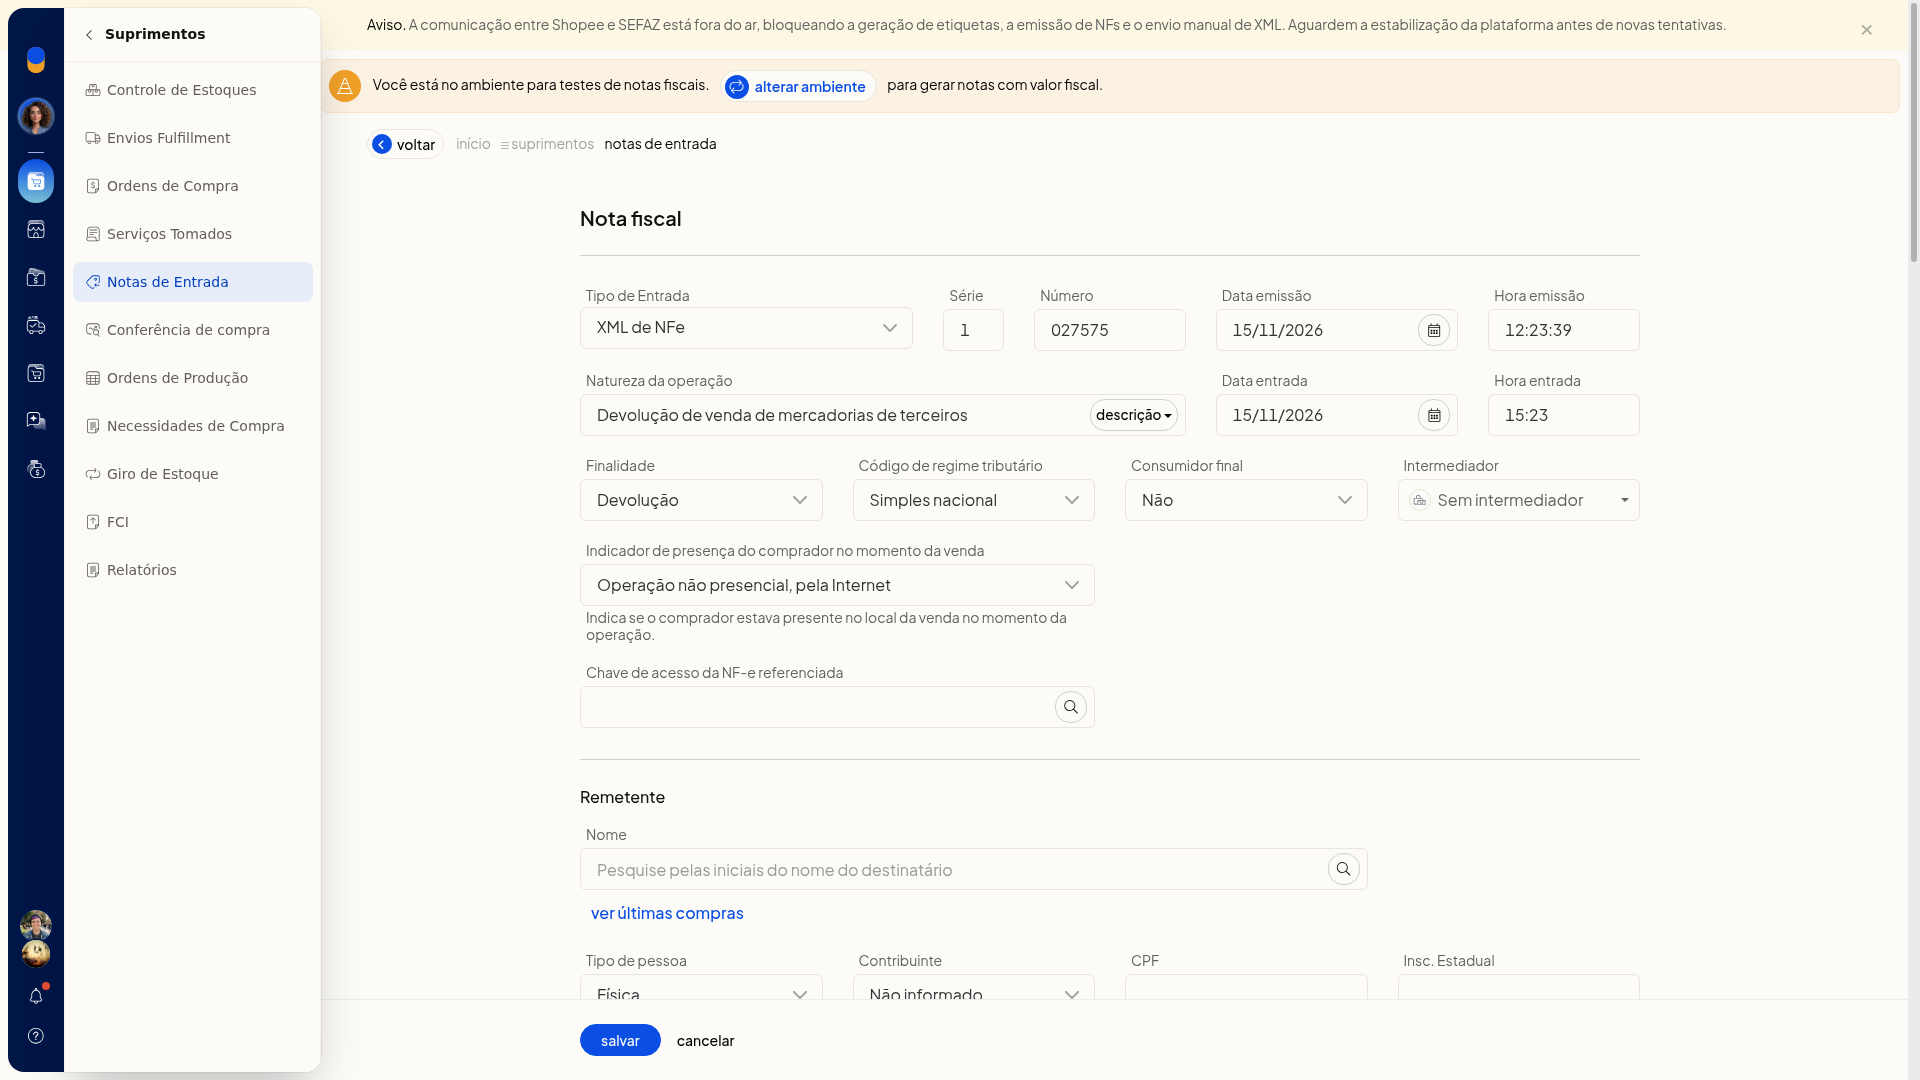 Suprimentos
Controle de Estoques
Envios Fulfillment
Ordens de Compra
Serviços Tomados
Notas de Entrada
Conferência de compra
Ordens de Produção
Necessidades de Compra
Giro de Estoque
FCI
Relatórios
Aviso. A comunicação entre Shopee e SEFAZ está fora do ar, bloqueando a geração de etiquetas, a emissão de NFs e o envio manual de XML. Aguardem a estabilização da plataforma antes de novas tentativas.
Você está no ambiente para testes de notas fiscais. alterar ambiente para gerar notas com valor fiscal.
voltar início suprimentos notas de entrada
Nota fiscal
Tipo de Entrada Série Número Data emissão Hora emissão
XML de NFe 1 027575 15/11/2026 12:23:39
Natureza da operação Data entrada Hora entrada
Devolução de venda de mercadorias de terceiros descrição 15/11/2026 15:23
Finalidade Código de regime tributário Consumidor final Intermediador
Devolução Simples nacional Não Sem intermediador
Indicador de presença do comprador no momento da venda
Operação não presencial, pela Internet
Indica se o comprador estava presente no local da venda no momento da
operação.
Chave de acesso da NF-e referenciada
Remetente
Nome
Pesquise pelas iniciais do nome do destinatário
ver últimas compras
Tipo de pessoa Contribuinte CPF Insc. Estadual
Física Não informado
salvar cancelar